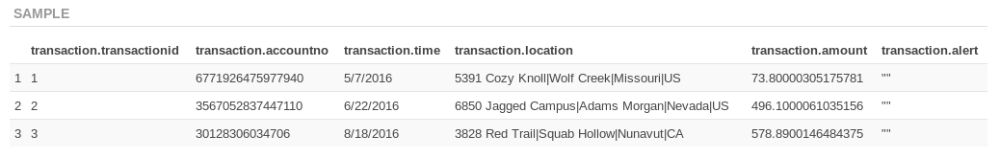 SAMPLE
transaction.transactionid transaction.accountno transaction.time transaction.location transaction.amount transaction.alert
1 1 6771926475977940 5/7/2016 5391 Cozy Knoll|Wolf Creek|Missouri|US 73.80000305175781 ""
2 2 3567052837447110 6/22/2016 6850 Jagged Campus|Adams Morgan|Nevada|US 496.1000061035156 ""
3 3 30128306034706 8/18/2016 3828 Red Trail|Squab Hollow|Nunavut|CA 578.8900146484375 ""